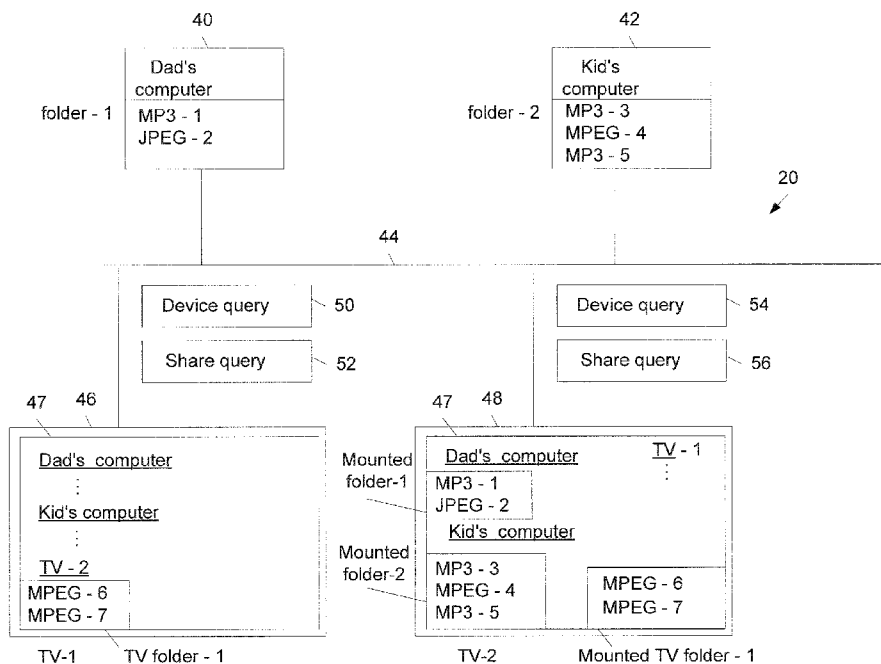 40
42
Dad's
computer
Kid's
computer
folder - 1
MP3 - 1
JPEG - 2
folder - 2
MP3 - 3
MPEG - 4
MP3 - 5
20
44
Device query
50
Device query
54
Share query
52
Share query
56
47
46
47
48
Dad's computer
Kid's computer
TV - 2
MPEG - 6
MPEG - 7
Mounted
folder-1
Dad's computer
TV - 1
MP3 - 1
JPEG - 2
Kid's computer
Mounted
folder-2
MP3 - 3
MPEG - 4
MP3 - 5
MPEG - 6
MPEG - 7
TV-1
TV folder - 1
TV-2
Mounted TV folder - 1